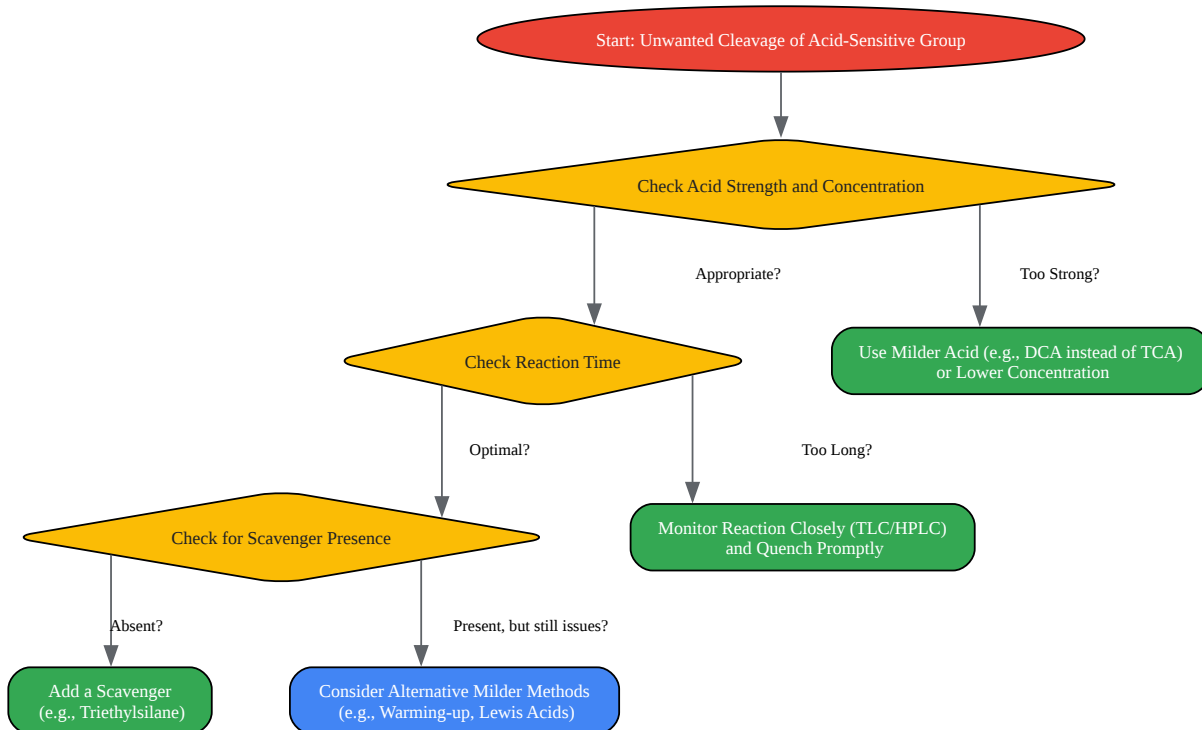 Start: Unwanted Cleavage of Acid-Sensitive Group
Check Acid Strength and Concentration
Appropriate?
Too Strong?
Check Reaction Time
Use Milder Acid (e.g., DCA instead of TCA)
or Lower Concentration
Optimal?
Too Long?
Check for Scavenger Presence
Monitor Reaction Closely (TLC/HPLC)
and Quench Promptly
Absent?
Present, but still issues?
Add a Scavenger
(e.g., Triethylsilane)
Consider Alternative Milder Methods
(e.g., Warming-up, Lewis Acids)